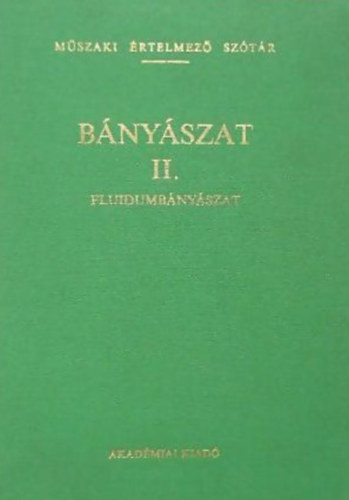 MŰSZAKI ÉRTELMEZŐ SZÓTÁR
BÁNYÁSZAT
II.
FLUIDUMBÁNYÁSZAT
AKADÉMIAI KIADÓ